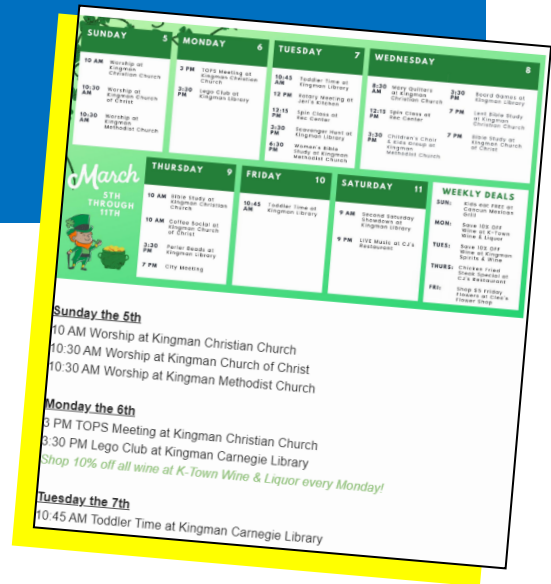 SUNDAY 5
10 AM Worship at
Kingman
Christian Church
10:30
AM Worship at
Kingman Church
of Christ
10:30
AM Worship at
Kingman
Methodist Church
MONDAY 6
3 PM TOPS Meeting at
Kingman Christian
Church
3:30
PM Lego Club at
Kingman Library
TUESDAY 7
10:45
AM Toddler Time at
Kingman Library
12 PM Rotary Meeting at
Jen's Kitchen
12:15
PM Spin Class at
Rec Center
3:30
PM Scavenger Hunt at
Kingman Library
6:30
PM Women's Bible
Study at Kingman
Methodist Church
WEDNESDAY 8
8:30
AM Quilters
at Kingman
Christian Church
12:15
PM Spin Class at
Rec Center
3:30
PM Children's Choir
& Kids Group at
Kingman
Methodist Church
3:30
PM Board Games at
Kingman Library
7 PM Lent Bible Study
at Kingman
Christian Church
7 PM Bible Study at
Kingman Church
of Christ
March
5TH
THROUGH
11TH
THURSDAY 9
10 AM Bible Study at
Kingman Christian
Church
10 AM Coffee Social at
Kingman Church
of Christ
3:30
PM Perler Beads at
Kingman Library
7 PM City Meeting
FRIDAY 10
10:45
AM Toddler Time at
Kingman Library
SATURDAY 11
9 AM Second Saturday
Showdown at
Kingman Library
9 PM LIVE Music at CJ's
Restaurant
WEEKLY DEALS
SUN: Kids eat FREE at
Cancun Mexican
Grill
MON: Save 10% OFF
Wine at K-Town
Wine & Liquor
TUES: Save 10% OFF
Wine at Kingman
Spirits & Wine
THURS: Chicken Fried
Steak Special at
CJ's Restaurant
FRI: Shop $5 Friday
Flowers at Cleo's
Flower Shop
Sunday the 5th
10 AM Worship at Kingman Christian Church
10:30 AM Worship at Kingman Church of Christ
10:30 AM Worship at Kingman Methodist Church
Monday the 6th
3 PM TOPS Meeting at Kingman Christian Church
3:30 PM Lego Club at Kingman Carnegie Library
Shop 10% off all wine at K-Town Wine & Liquor every Monday!
Tuesday the 7th
10:45 AM Toddler Time at Kingman Carnegie Library